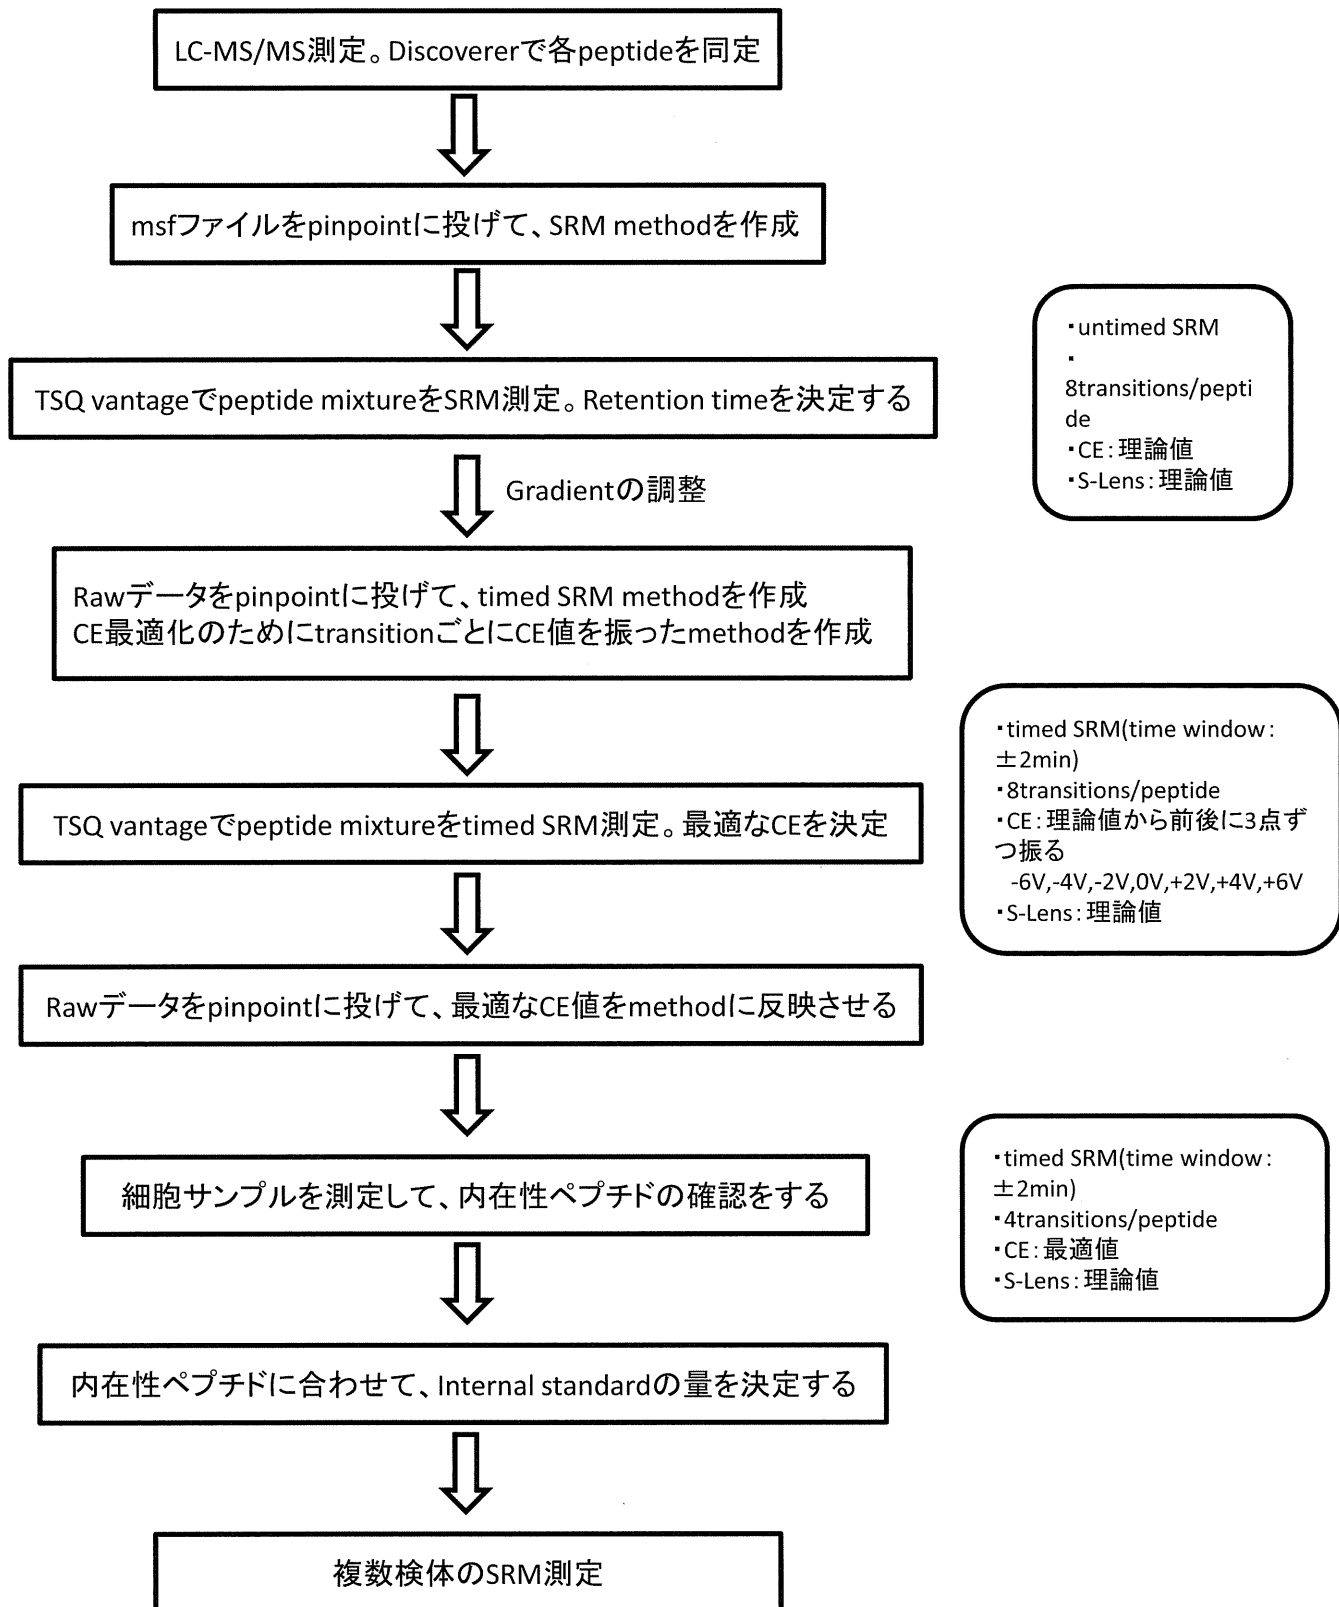 LC-MS/MS測定。Discovererで各peptideを同定
msfファイルをpinpointに投げて、SRM methodを作成
・untimed SRM
・
8transitions/pepti
de
・CE：理論値
・S-Lens：理論値
TSQ vantageでpeptide mixtureをSRM測定。Retention timeを決定する
Gradientの調整
Rawデータをpinpointに投げて、timed SRM methodを作成
CE最適化のためにtransitionごとにCE値を振ったmethodを作成
・timed SRM(time window：
±2min)
・8transitions/peptide
・CE：理論値から前後に3点ず
つ振る
-6V,-4V,-2V,0V,+2V,+4V,+6V
・S-Lens：理論値
TSQ vantageでpeptide mixtureをtimed SRM測定。最適なCEを決定
Rawデータをpinpointに投げて、最適なCE値をmethodに反映させる
・timed SRM(time window：
±2min)
・4transitions/peptide
・CE：最適値
・S-Lens：理論値
細胞サンプルを測定して、内在性ペプチドの確認をする
内在性ペプチドに合わせて、Internal standardの量を決定する
複数検体のSRM測定